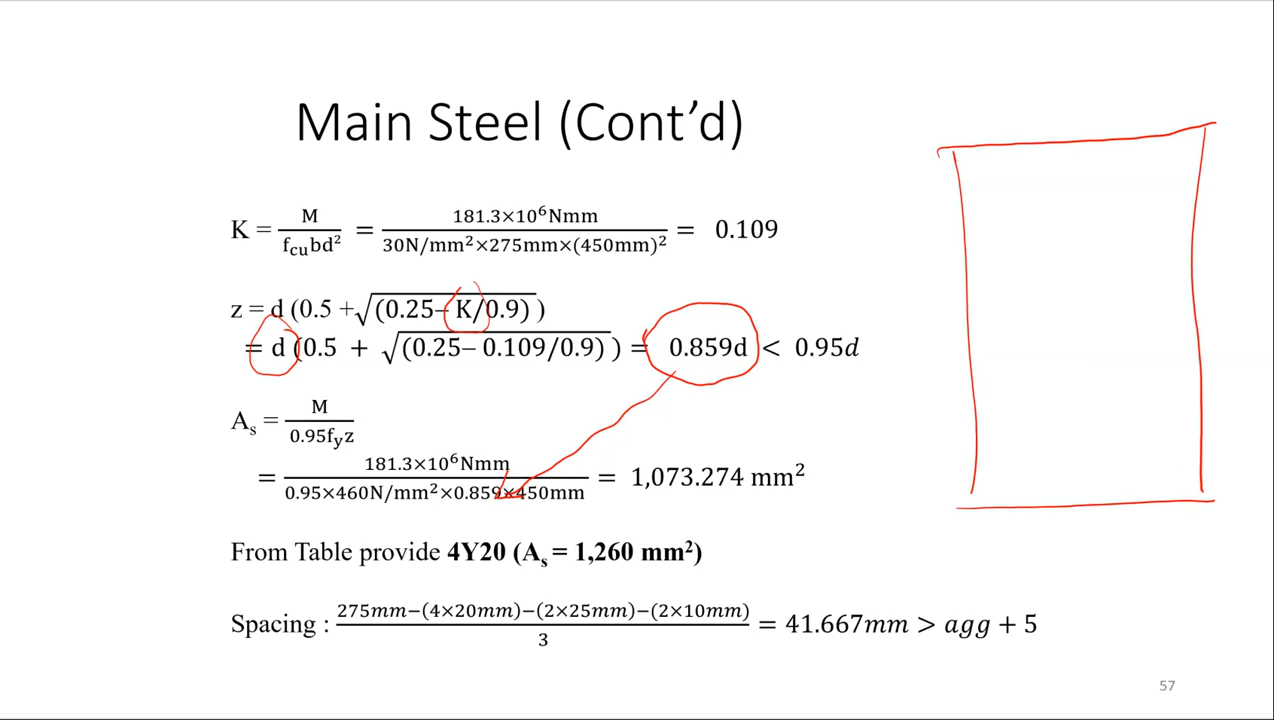 Main Steel (Cont’d)
K = M/f_cu bd² = 181.3×10⁶Nmm/30N/mm²×275mm×(450mm)² = 0.109
z = d (0.5 +√(0.25– K/0.9) )
= d (0.5 + √(0.25– 0.109/0.9) ) = 0.859d < 0.95d
A_s = M/0.95f_y z
= 181.3×10⁶Nmm/0.95×460N/mm²×0.859×450mm = 1,073.274 mm²
From Table provide 4Y20 (A_s = 1,260 mm²)
Spacing : 275mm−(4×20mm)−(2×25mm)−(2×10mm)/3 = 41.667mm > agg + 5
57